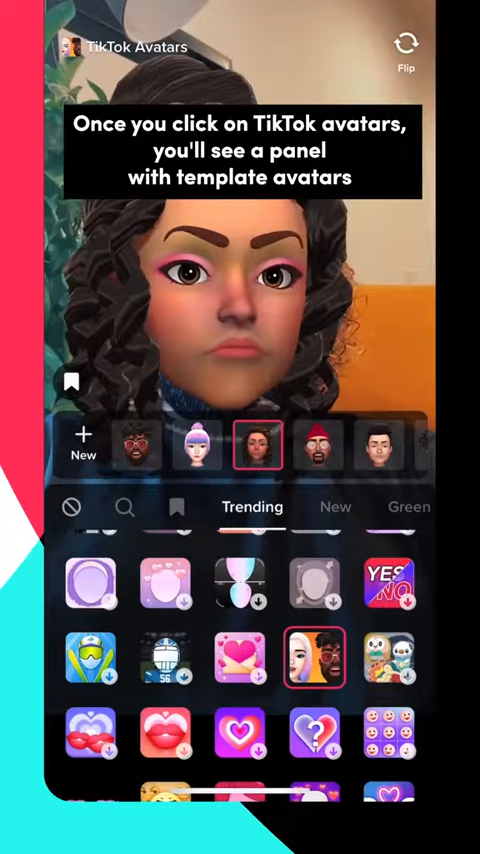 TikTok Avatars
Flip
Once you click on TikTok avatars,
you'll see a panel
with template avatars
New
Trending New Green
YES
NO
56
?